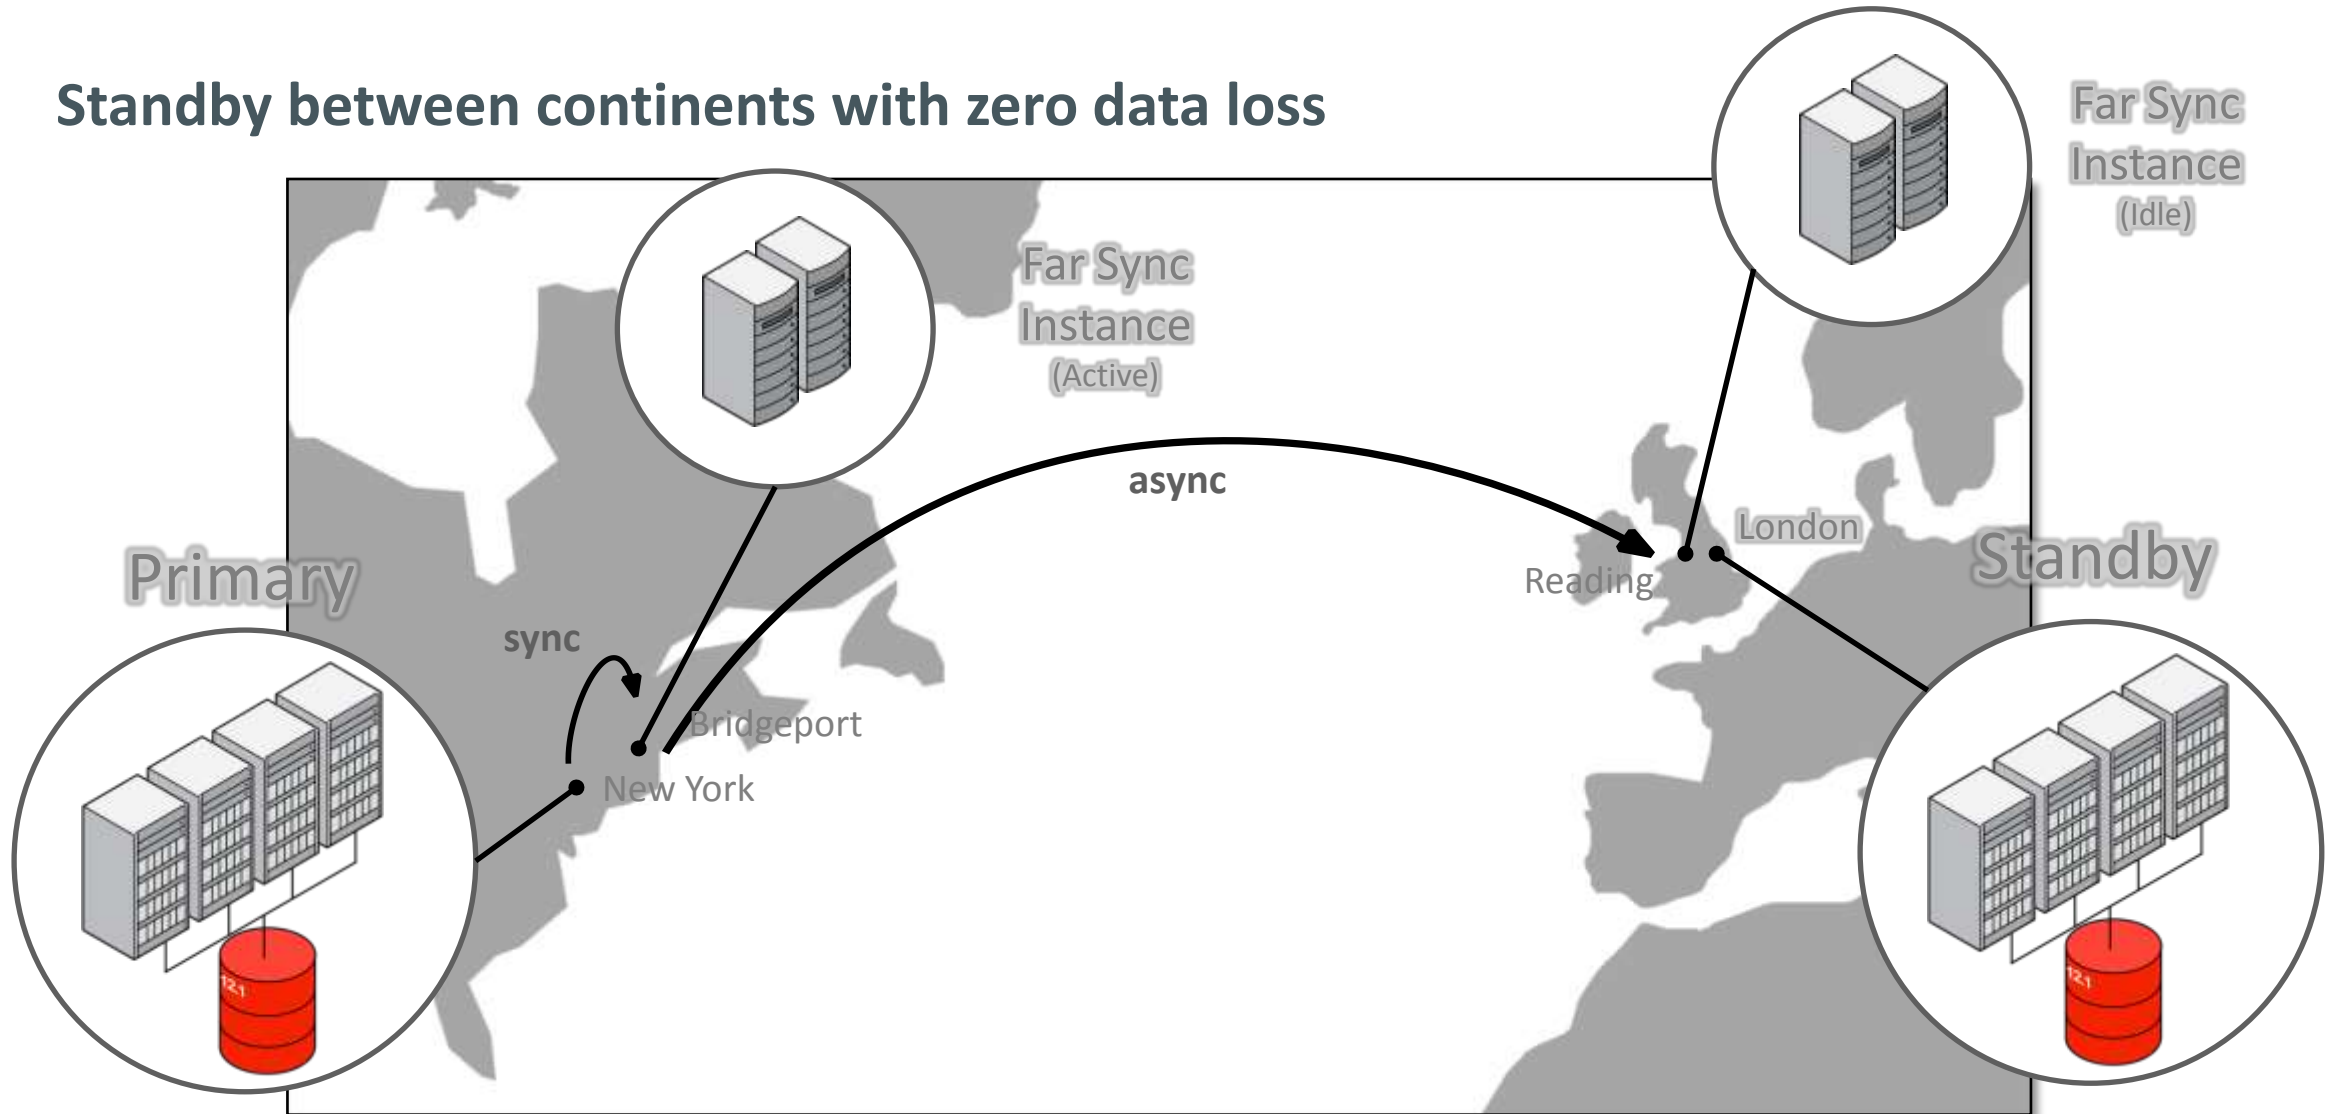 Standby between continents with zero data loss
Far Sync
Instance
(Idle)
Far Sync
Instance
(Active)
async
London
Reading
Standby
Primary
sync
Bridgeport
New York
12.1
12.1